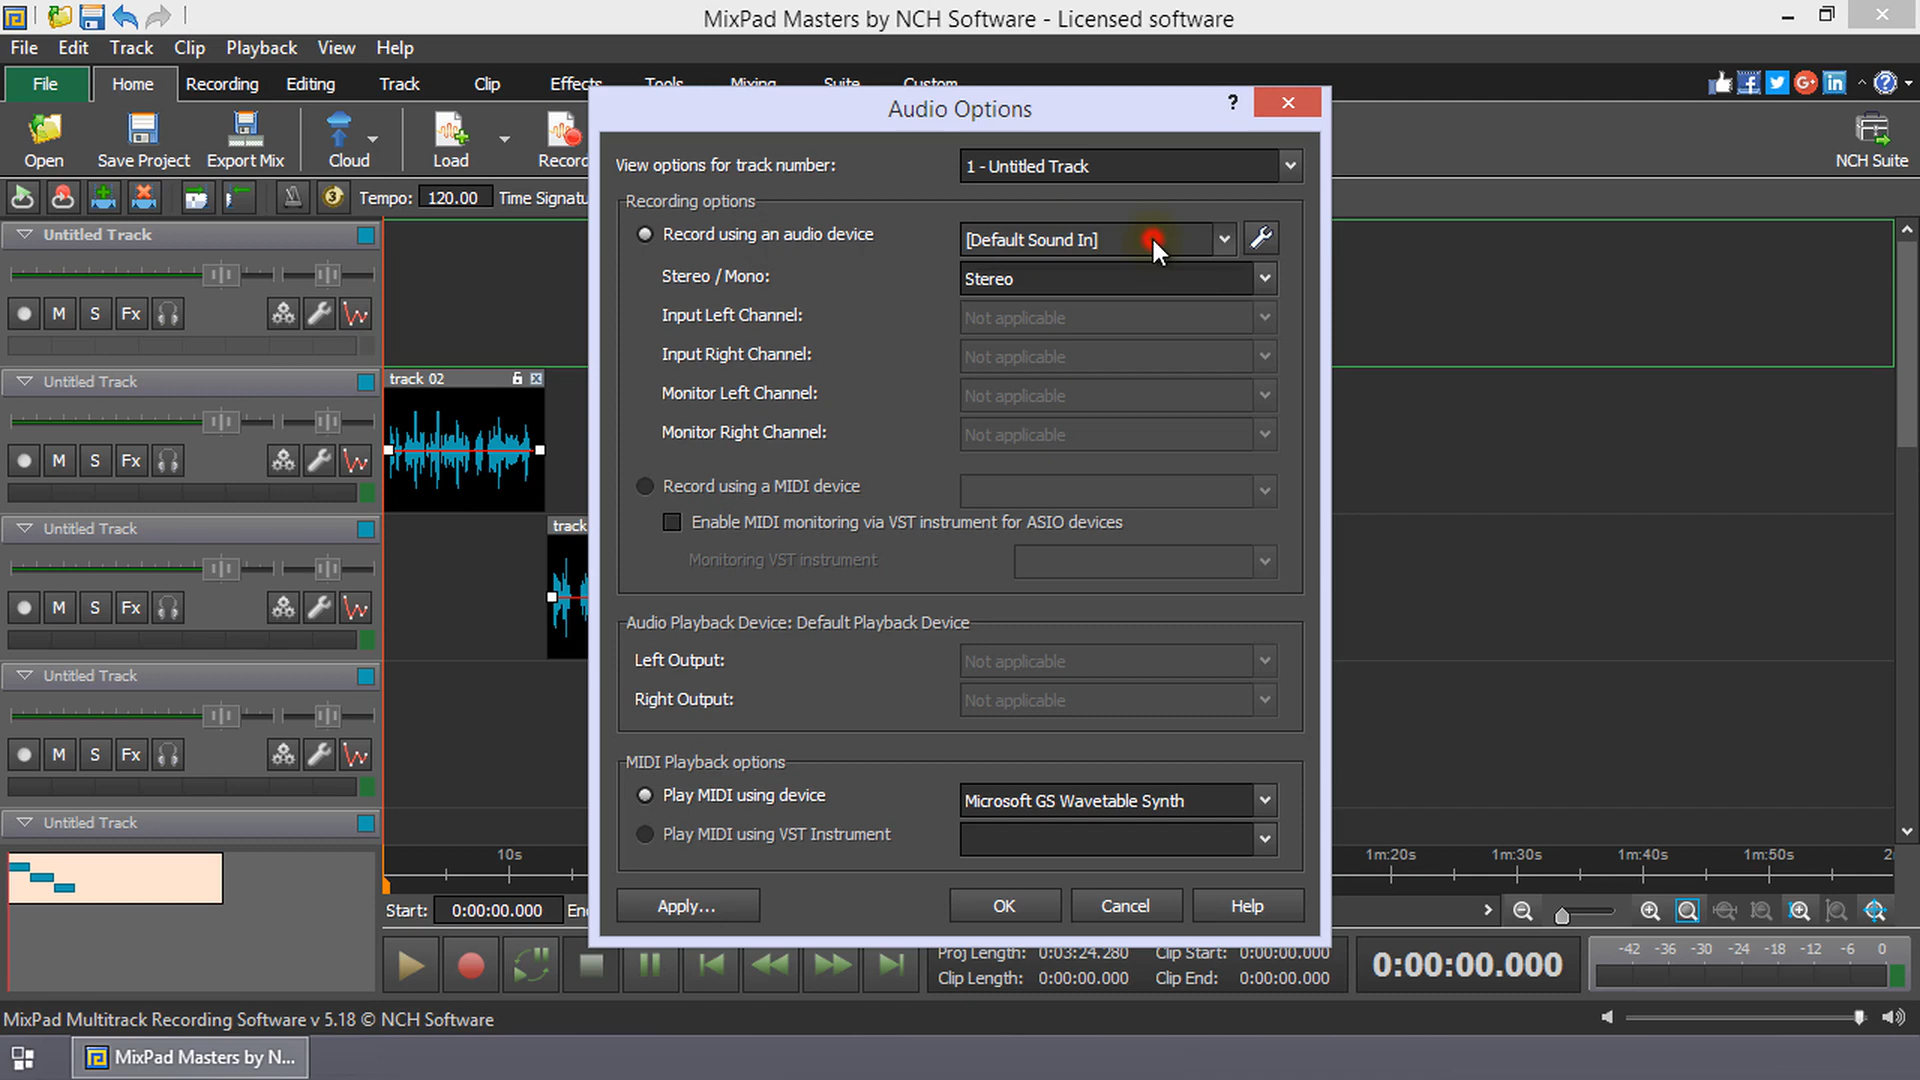 MixPad Masters by NCH Software - Licensed software
File Edit Track Clip Playback View Help
File Home Recording Editing Track Clip Effects Tools Mixing Suite Custom
Open Save Project Export Mix Cloud Load Record NCH Suite
Tempo: 120.00 Time Signatu
Audio Options
View options for track number: 1 - Untitled Track
Recording options
Record using an audio device [Default Sound In]
Stereo / Mono: Stereo
Input Left Channel: Not applicable
Input Right Channel: Not applicable
Monitor Left Channel: Not applicable
Monitor Right Channel: Not applicable
Record using a MIDI device
Enable MIDI monitoring via VST instrument for ASIO devices
Monitoring VST instrument
Audio Playback Device: Default Playback Device
Left Output: Not applicable
Right Output: Not applicable
MIDI Playback options
Play MIDI using device Microsoft GS Wavetable Synth
Play MIDI using VST Instrument
Apply... OK Cancel Help
Untitled Track
M S Fx
Untitled Track
track 02
M S Fx
Untitled Track
track
M S Fx
Untitled Track
M S Fx
Untitled Track
10s 1m:20s 1m:30s 1m:40s 1m:50s 2
Start: 0:00:00.000 En
Proj Length: 0:03:24.280 Clip Start: 0:00:00.000
Clip Length: 0:00:00.000 Clip End: 0:00:00.000
0:00:00.000
-42 -36 -30 -24 -18 -12 -6 0
MixPad Multitrack Recording Software v 5.18 © NCH Software
MixPad Masters by N...